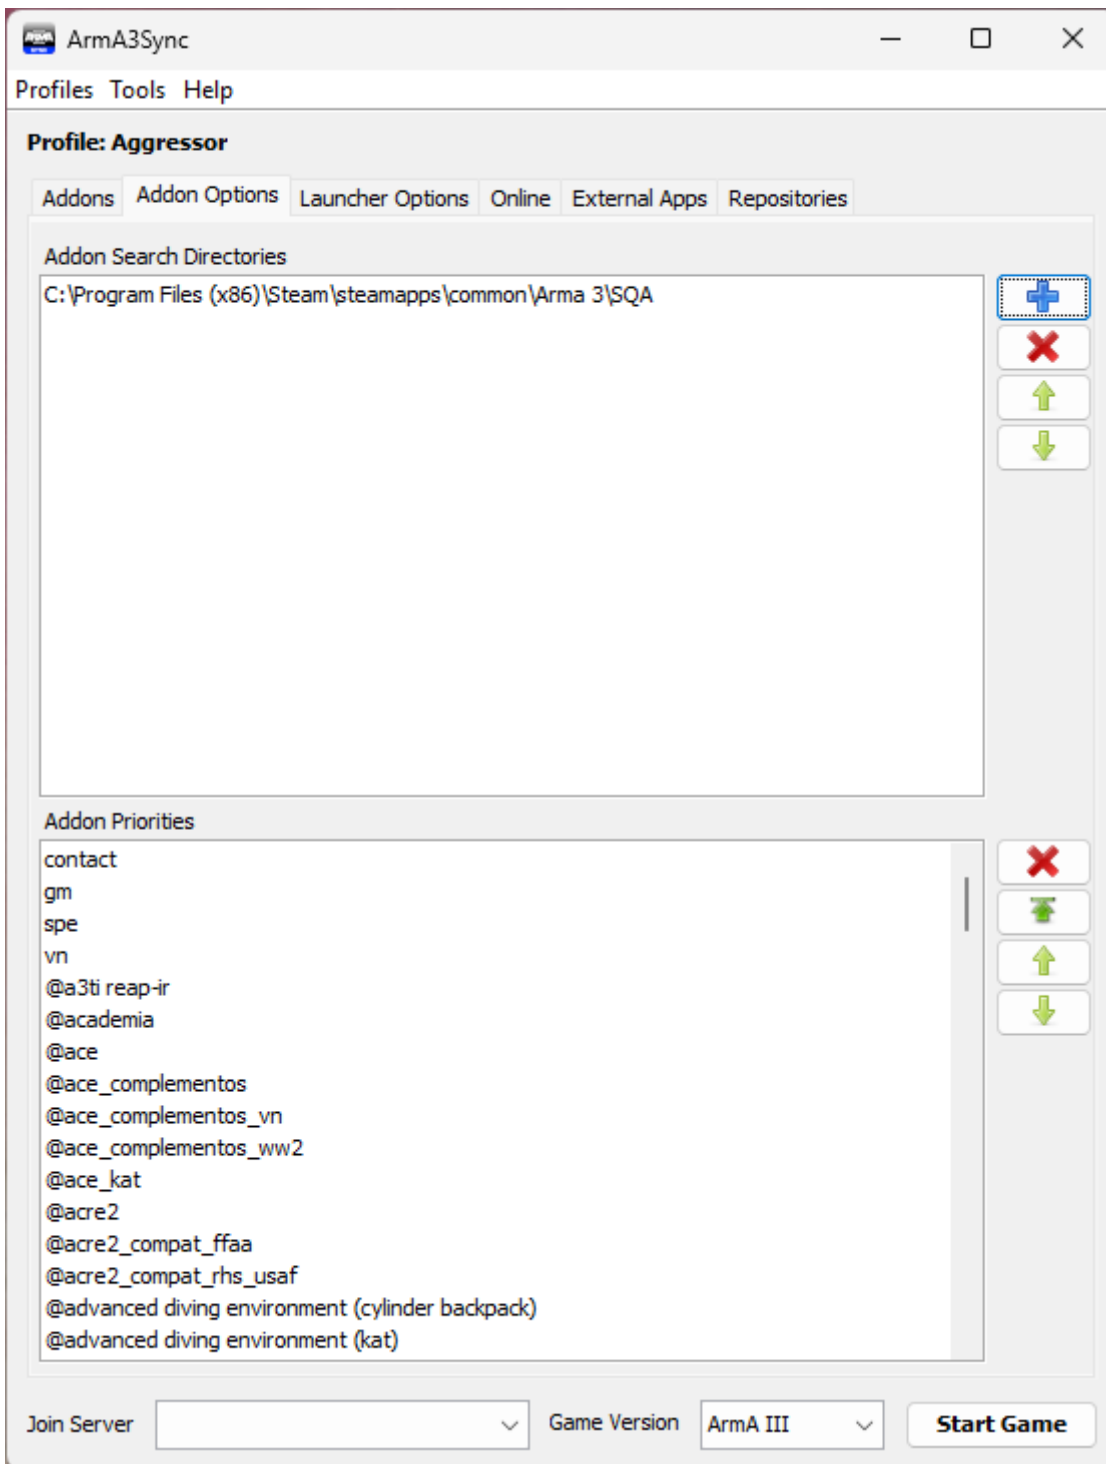 ArmA3Sync
Profiles Tools Help
Profile: Aggressor
Addons Addon Options Launcher Options Online External Apps Repositories
Addon Search Directories
C:\Program Files (x86)\Steam\steamapps\common\Arma 3\SQA
Addon Priorities
contact
gm
spe
vn
@a3ti reap-ir
@academia
@ace
@ace_complementos
@ace_complementos_vn
@ace_complementos_ww2
@ace_kat
@acre2
@acre2_compat_ffaa
@acre2_compat_rhs_usaf
@advanced diving environment (cylinder backpack)
@advanced diving environment (kat)
Join Server Game Version ArmA III Start Game